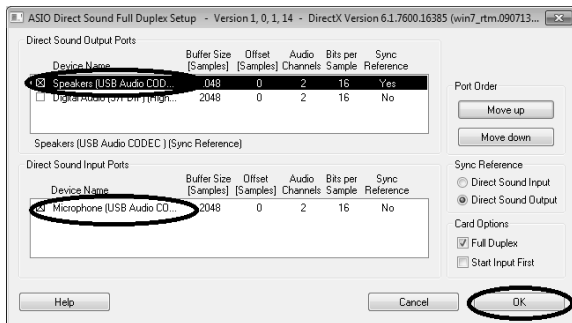 ASIO Direct Sound Full Duplex Setup - Version 1, 0, 1, 14 - DirectX Version 6.1.7600.16385 (win7_rtm.090713...
Direct Sound Output Ports
Device Name Buffer Size [Samples] Offset [Samples] Audio Channels Bits per Sample Sync Reference
Speakers (USB Audio COD... 2048 0 2 16 Yes
Digital Audio (S/PDIF) (High... 2048 0 2 16 No
Speakers (USB Audio CODEC ) (Sync Reference)
Direct Sound Input Ports
Device Name Buffer Size [Samples] Offset [Samples] Audio Channels Bits per Sample Sync Reference
Microphone (USB Audio CO... 2048 0 2 16 No
Port Order
Move up
Move down
Sync Reference
Direct Sound Input
Direct Sound Output
Card Options
Full Duplex
Start Input First
Help
Cancel
OK